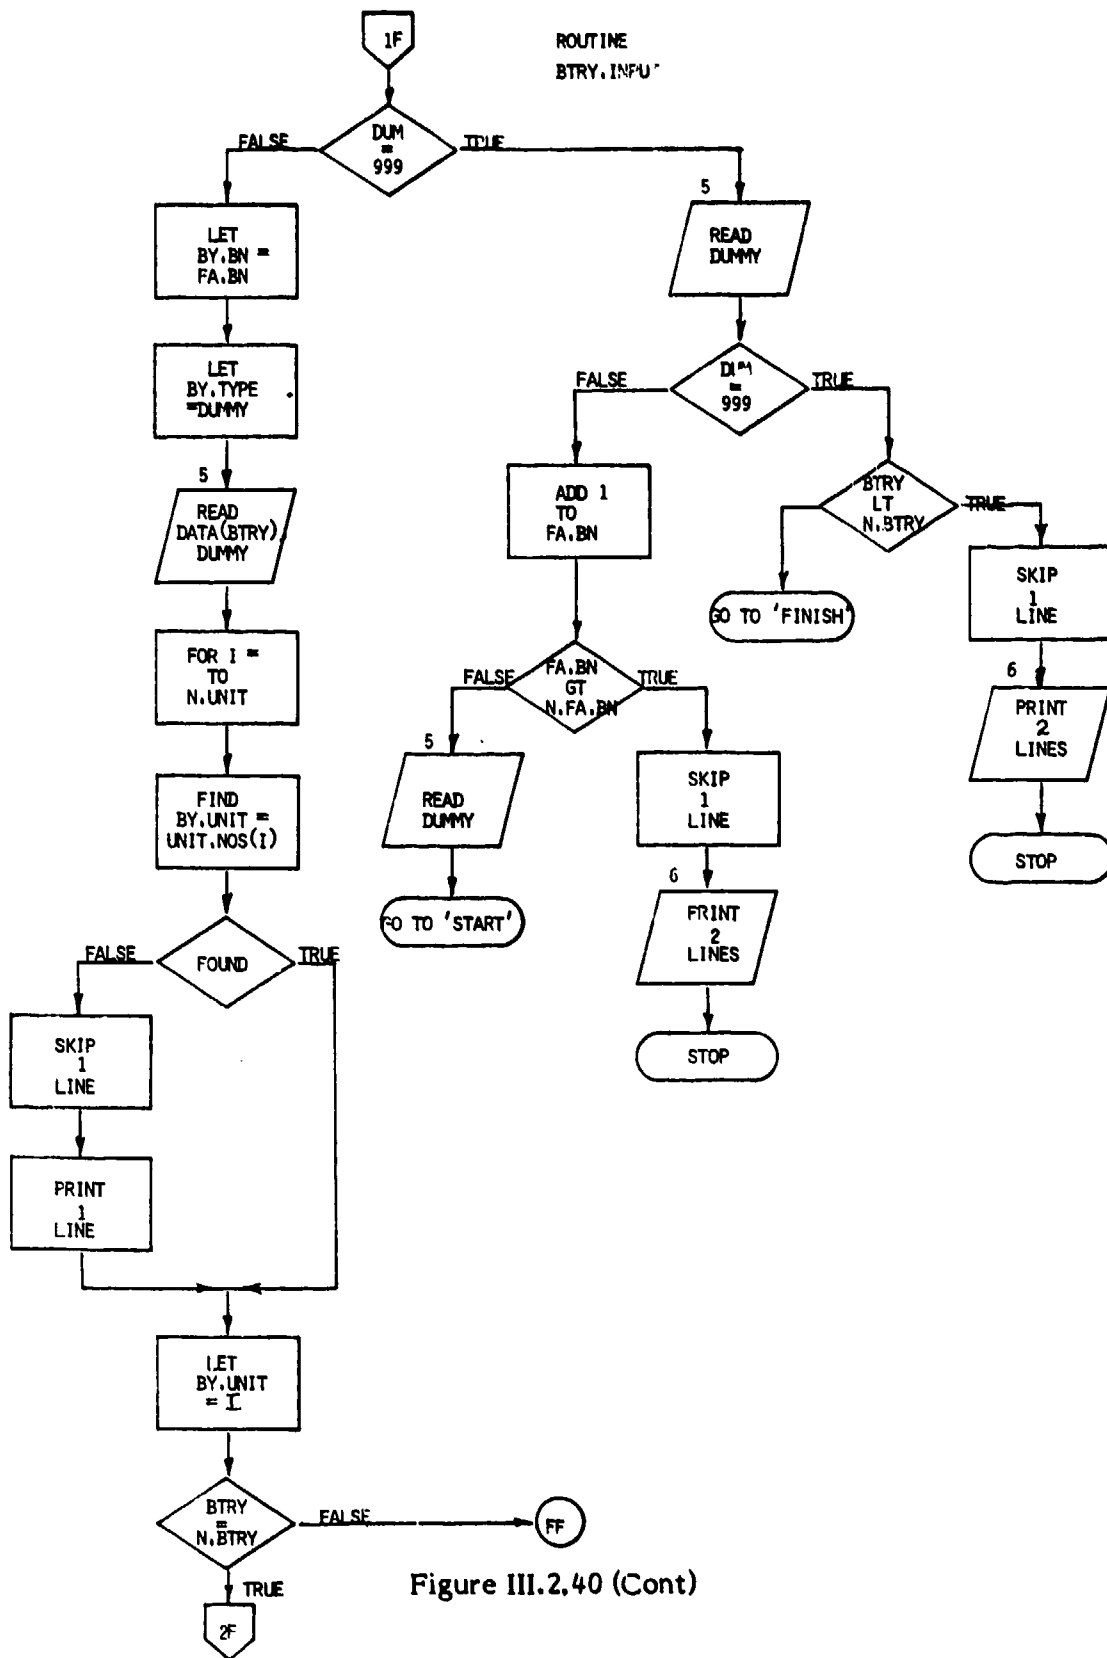 1F
ROUTINE
BTRY.INPU
DUM
=
999
FALSE
TRUE
LET
BY.BN =
FA.BN
5
READ
DUMMY
LET
BY.TYPE
=DUMMY
=
999
FALSE
TRUE
5
READ
DATA(BTRY),
DUMMY
ADD 1
TO
FA.BN
BTRY
LT
N.BTRY
TRUE
SKIP
1
LINE
GO TO 'FINISH'
FOR I =
TO
N.UNIT
FA.BN
GT
N.FA.BN
FALSE
TRUE
6
PRINT
2
LINES
5
READ
DUMMY
SKIP
1
LINE
FIND
BY.UNIT =
UNIT.NOS(I)
STOP
GO TO 'START'
6
PRINT
2
LINES
FALSE
FOUND
TRUE
SKIP
1
LINE
STOP
PRINT
1
LINE
LET
BY.UNIT
= I
BTRY
=
N.BTRY
FALSE
FF
TRUE
2F
Figure III.2.40 (Cont)